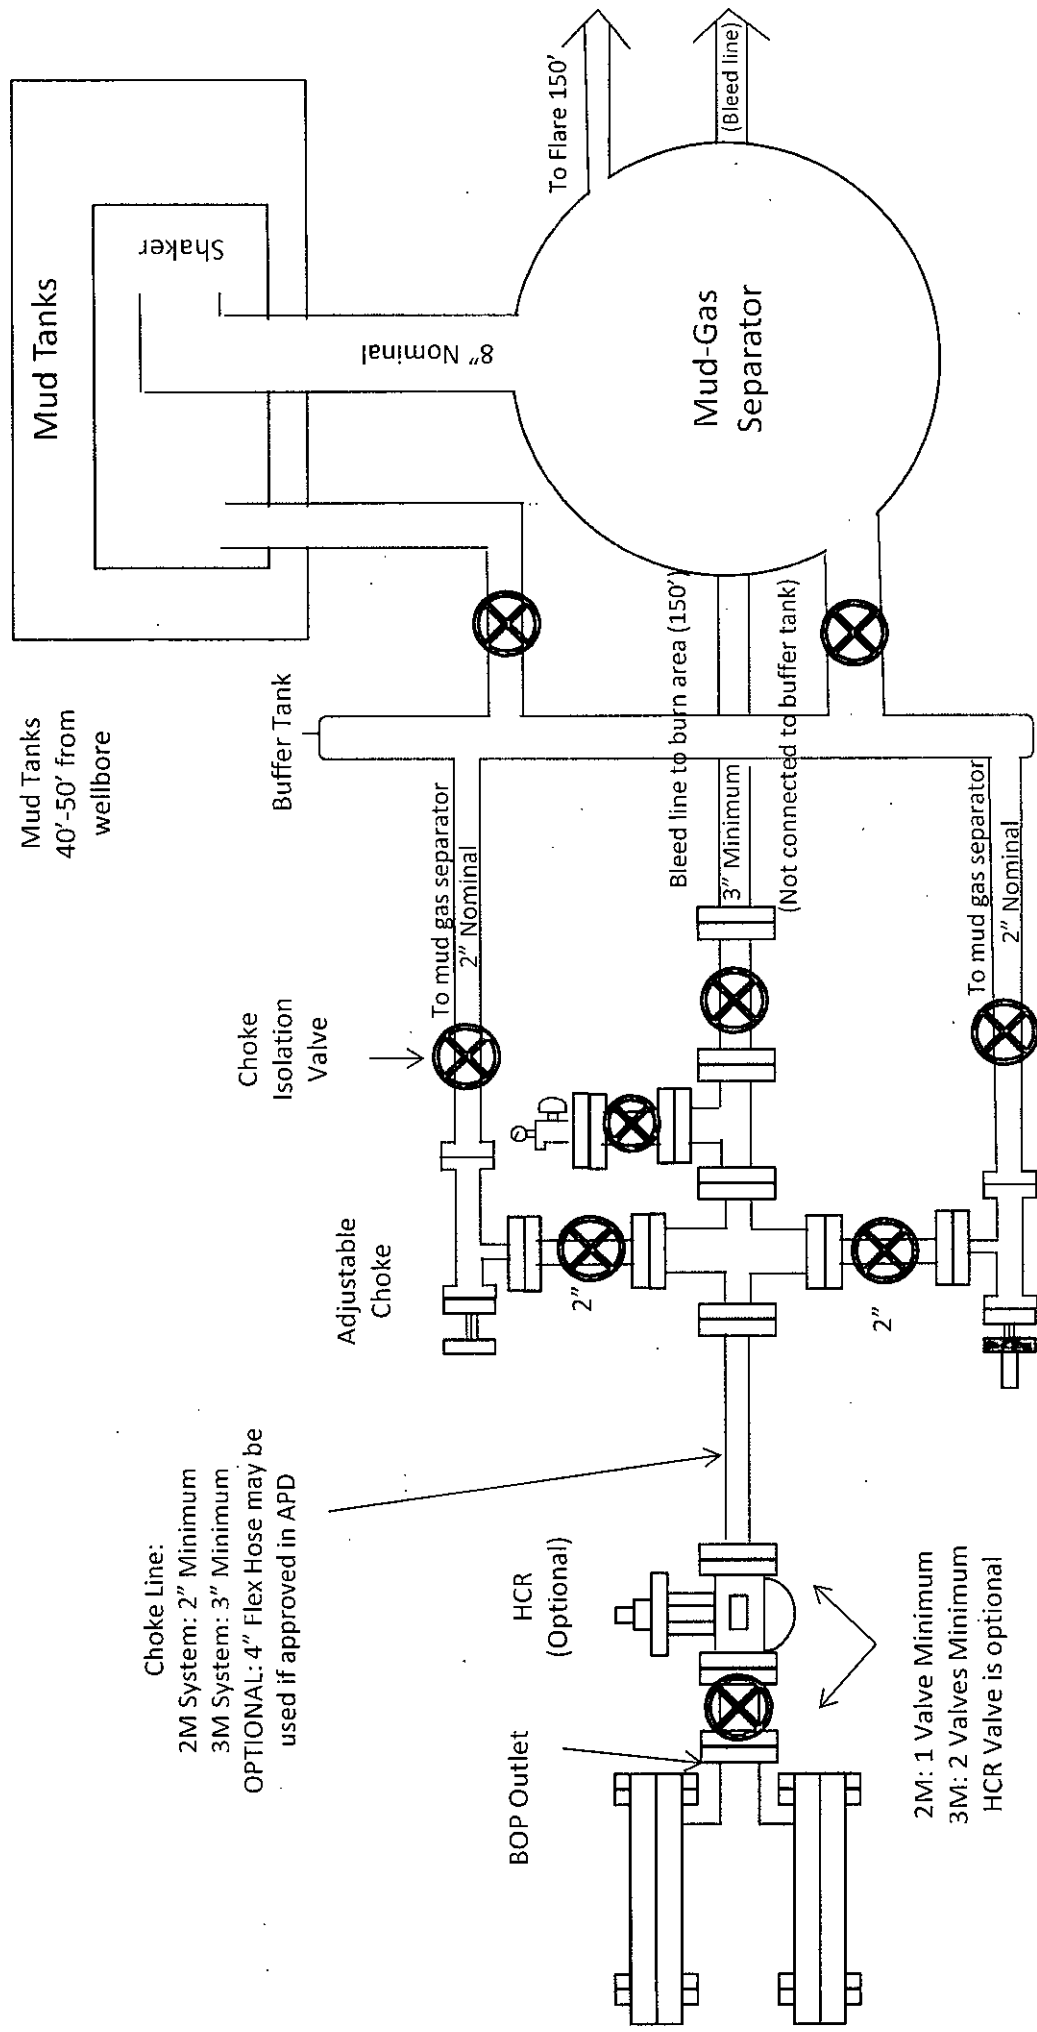 Mud Tanks
40'-50' from
wellbore
Mud Tanks
Shaker
8" Nominal
To Flare 150'
(Bleed line)
Mud-Gas
Separator
Buffer Tank
To mud gas separator
2" Nominal
Bleed line to burn area (150')
3" Minimum
(Not connected to buffer tank)
To mud gas separator
2" Nominal
Choke
Isolation
Valve
Adjustable
Choke
2"
2"
Choke Line:
2M System: 2" Minimum
3M System: 3" Minimum
OPTIONAL: 4" Flex Hose may be
used if approved in APD
HCR
(Optional)
BOP Outlet
2M: 1 Valve Minimum
3M: 2 Valves Minimum
HCR Valve is optional